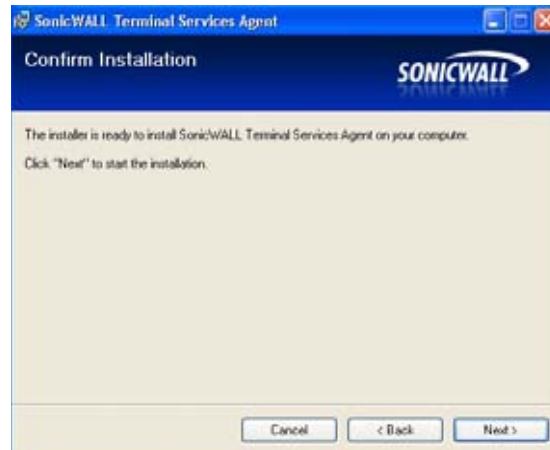 SonicWALL Terminal Services Agent
Confirm Installation
SONICWALL
The installer is ready to install SonicWALL Terminal Services Agent on your computer.
Click "Next" to start the installation.
Cancel
< Back
Next >